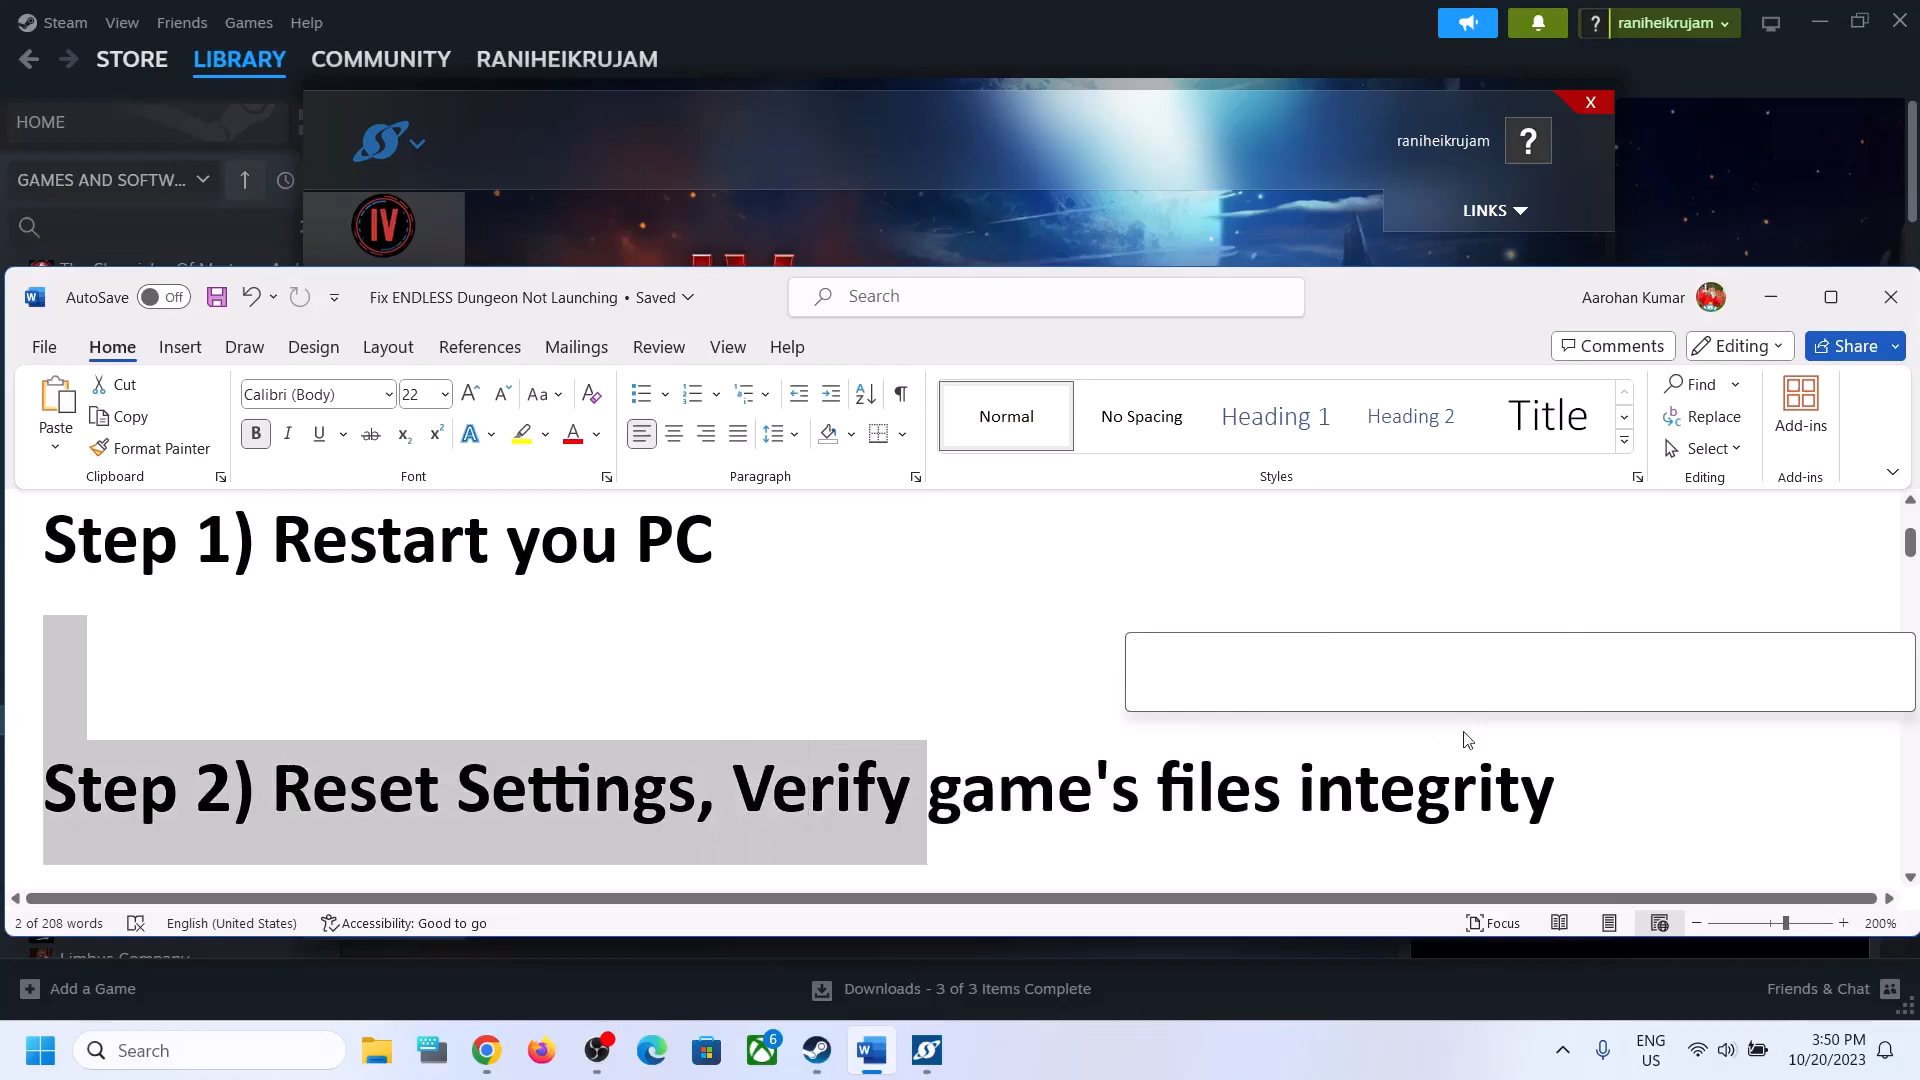 Steam View Friends Games Help
raniheikrujam
STORE LIBRARY COMMUNITY RANIHEIKRUJAM
HOME
X
raniheikrujam ?
GAMES AND SOFTW...
LINKS
IV
AutoSave Off
Fix ENDLESS Dungeon Not Launching • Saved
Search
Aarohan Kumar
File Home Insert Draw Design Layout References Mailings Review View Help
Comments Editing Share
Paste
Cut
Copy
Format Painter
Clipboard
Calibri (Body) 22
Font
Paragraph
Normal No Spacing Heading 1 Heading 2 Title
Styles
Find
Replace
Select
Editing
Add-ins
Add-ins
Step 1) Restart you PC
Step 2) Reset Settings, Verify game's files integrity
2 of 208 words English (United States) Accessibility: Good to go
Focus 200%
Limbus Company
Add a Game
Downloads - 3 of 3 Items Complete
Friends & Chat
Search
6
ENG
US
3:50 PM
10/20/2023